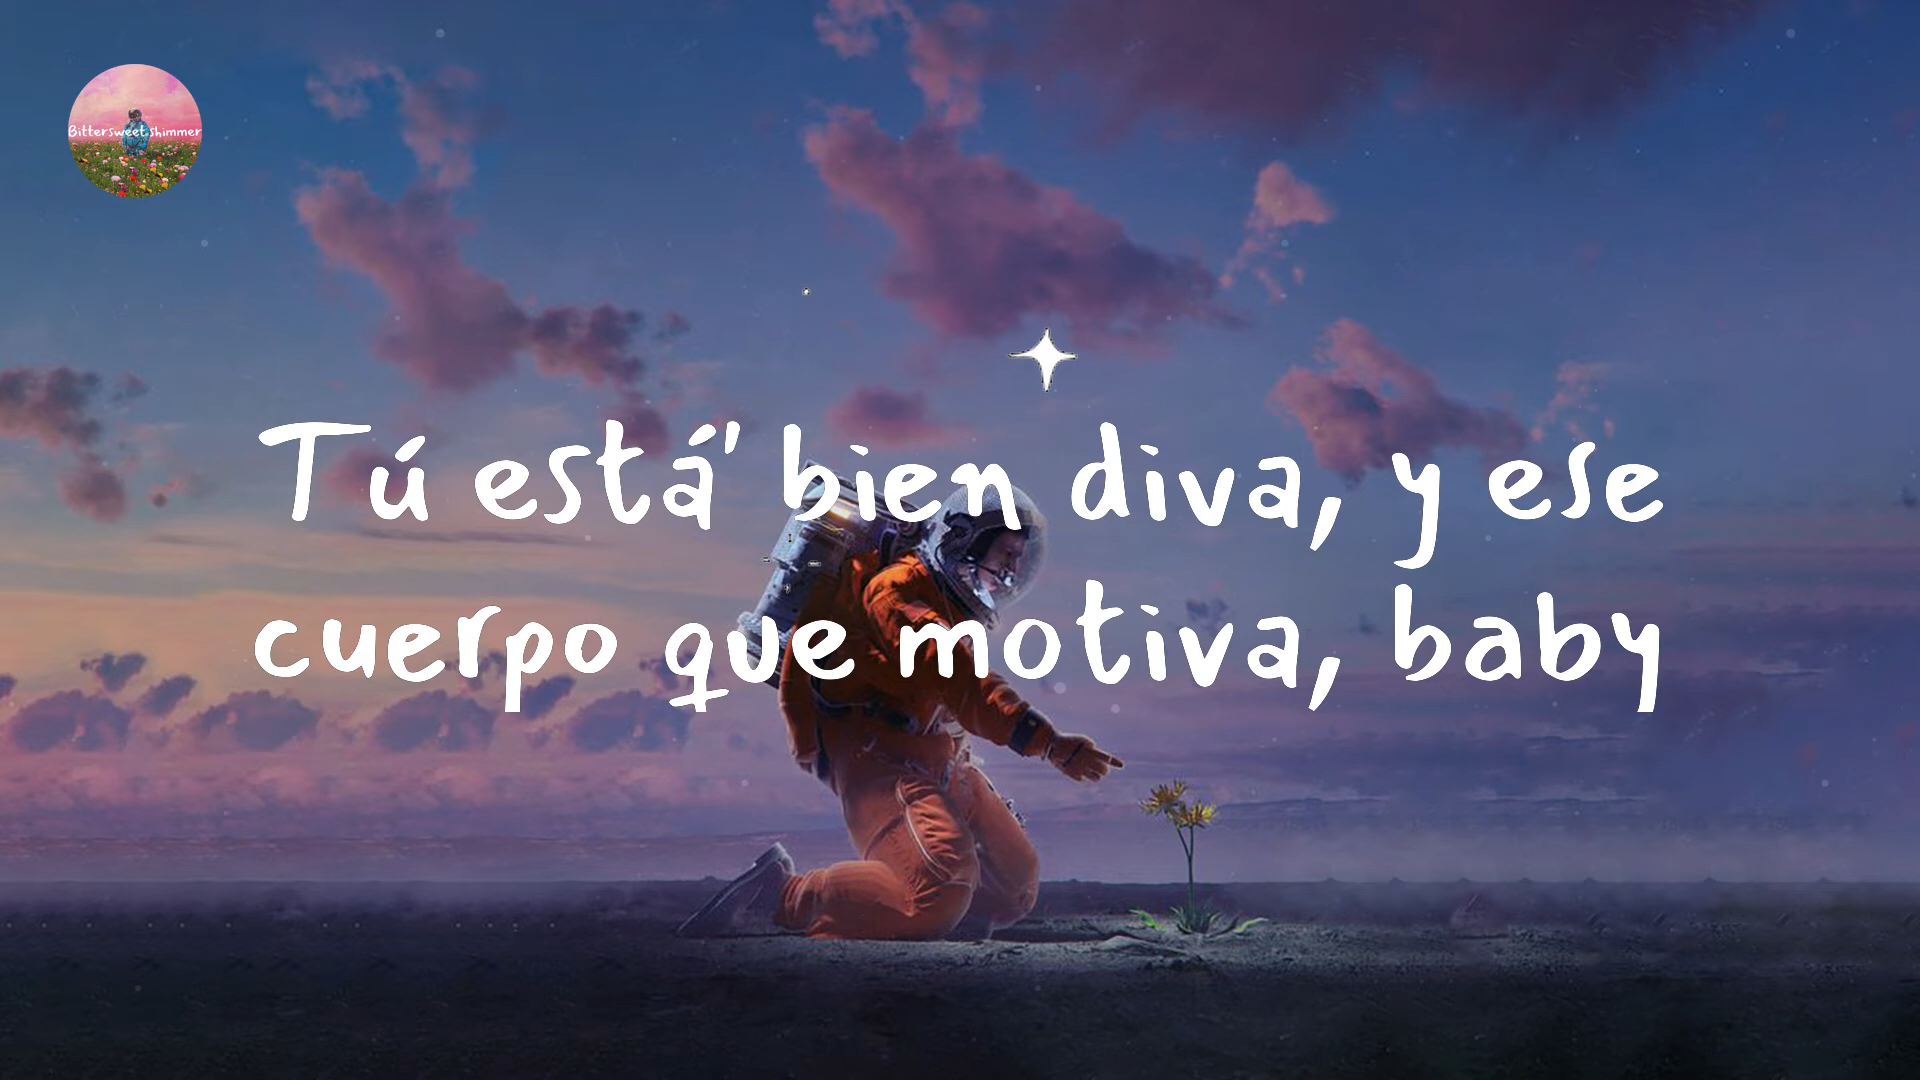 Bittersweet shimmer
Tú está' bien diva, y ese
cuerpo que motiva, baby